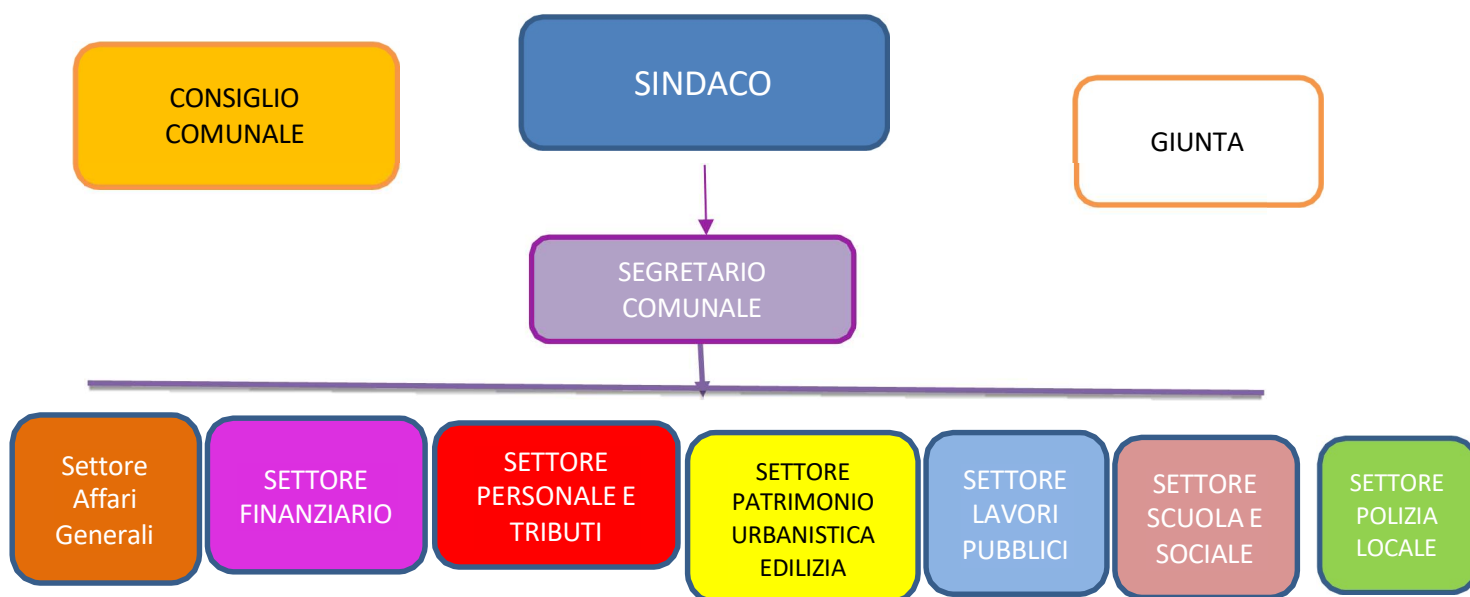 CONSIGLIO
COMUNALE
SINDACO
GIUNTA
SEGRETARIO
COMUNALE
Settore
Affari
Generali
SETTORE
FINANZIARIO
SETTORE
PERSONALE E
TRIBUTI
SETTORE
PATRIMONIO
URBANISTICA
EDILIZIA
SETTORE
LAVORI
PUBBLICI
SETTORE
SCUOLA E
SOCIALE
SETTORE
POLIZIA
LOCALE